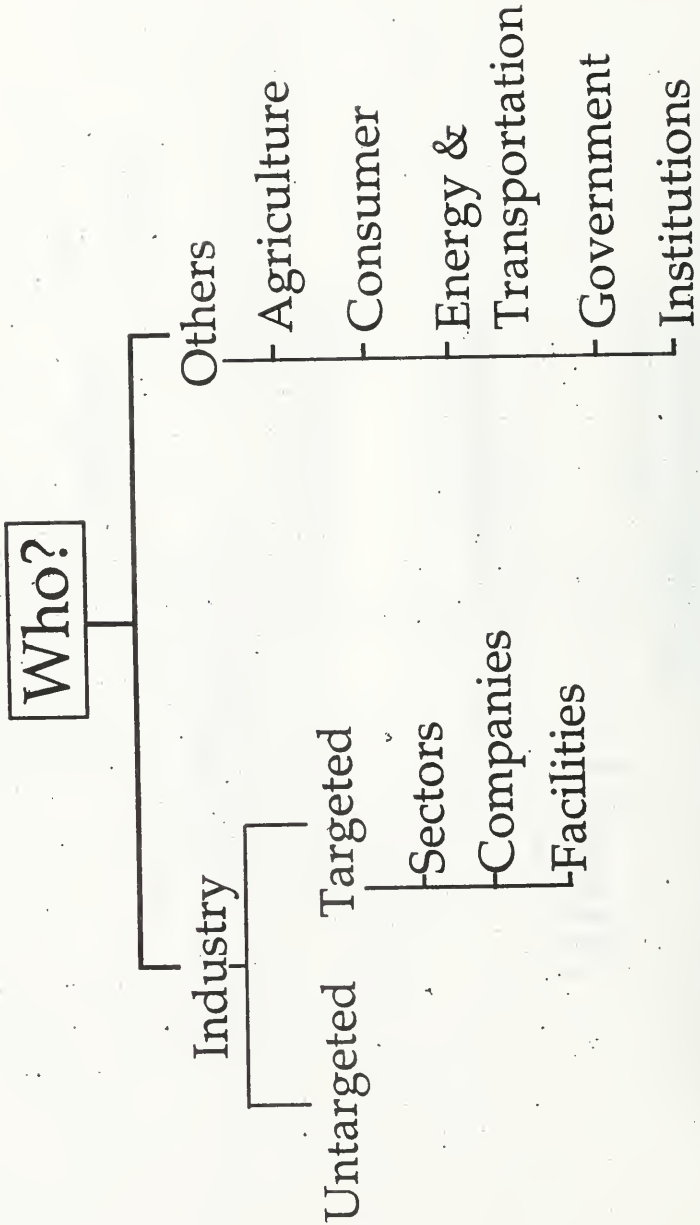 Who?
Industry
Untargeted
Targeted
Sectors
Companies
Facilities
Others
Agriculture
Consumer
Energy &
Transportation
Government
Institutions